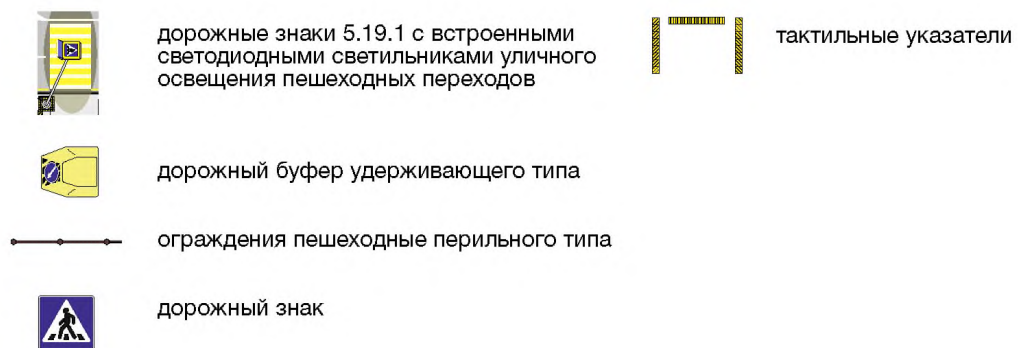 дорожные знаки 5.19.1 с встроенными
светодиодными светильниками уличного
освещения пешеходных переходов
тактильные указатели
дорожный буфер удерживающего типа
ограждения пешеходные перильного типа
дорожный знак